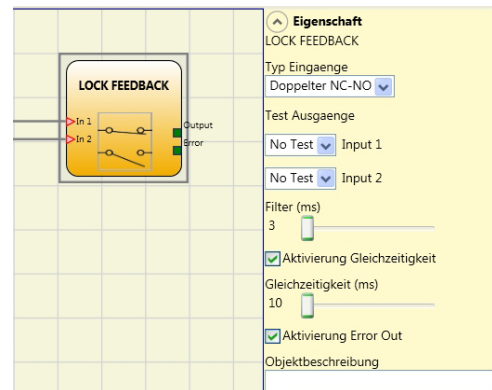 LOCK FEEDBACK
In 1
In 2
Output
Error
Eigenschaft
LOCK FEEDBACK
Typ Eingaenge
Doppelter NC-NO
Test Ausgaenge
No Test Input 1
No Test Input 2
Filter (ms)
3
Aktivierung Gleichzeitigkeit
Gleichzeitigkeit (ms)
10
Aktivierung Error Out
Objektbeschreibung